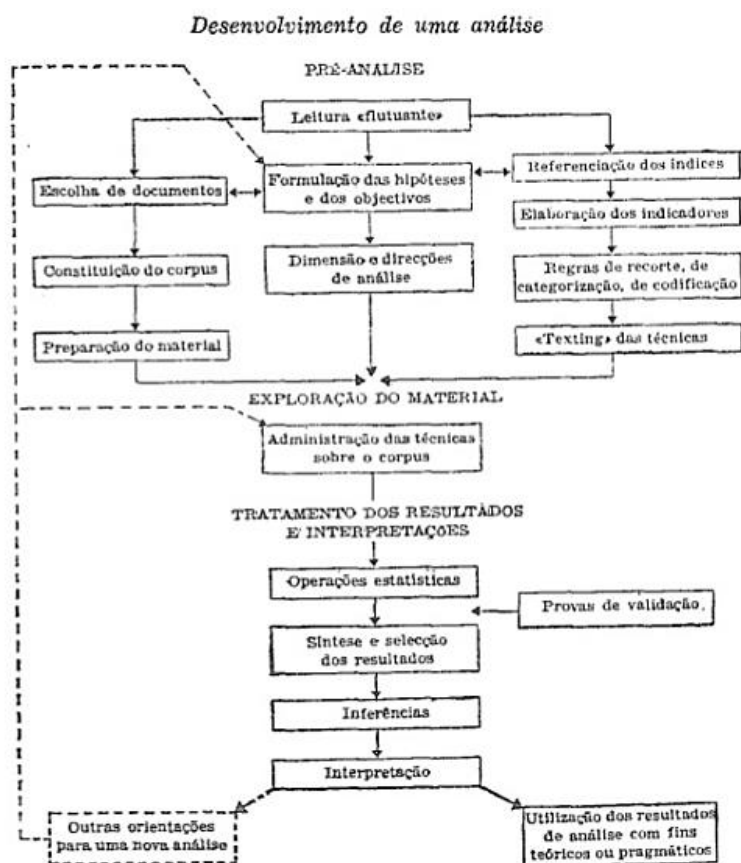 Desenvolvimento de uma análise
PRÉ-ANÁLISE
Leitura «flutuante»
Escolha de documentos
Formulação das hipóteses
e dos objectivos
Referenciação dos índices
Elaboração dos indicadores
Constituição do corpus
Dimensão e direcções
de análise
Regras de recorte, de
categorização, de codificação
Preparação do material
«Texting» das técnicas
EXPLORAÇÃO DO MATERIAL
Administração das técnicas
sobre o corpus
TRATAMENTO DOS RESULTADOS
E INTERPRETAÇÕES
Operações estatísticas
Provas de validação
Síntese e selecção
dos resultados
Inferências
Interpretação
Outras orientações
para uma nova análise
Utilização dos resultados
de análise com fins
teóricos ou pragmáticos